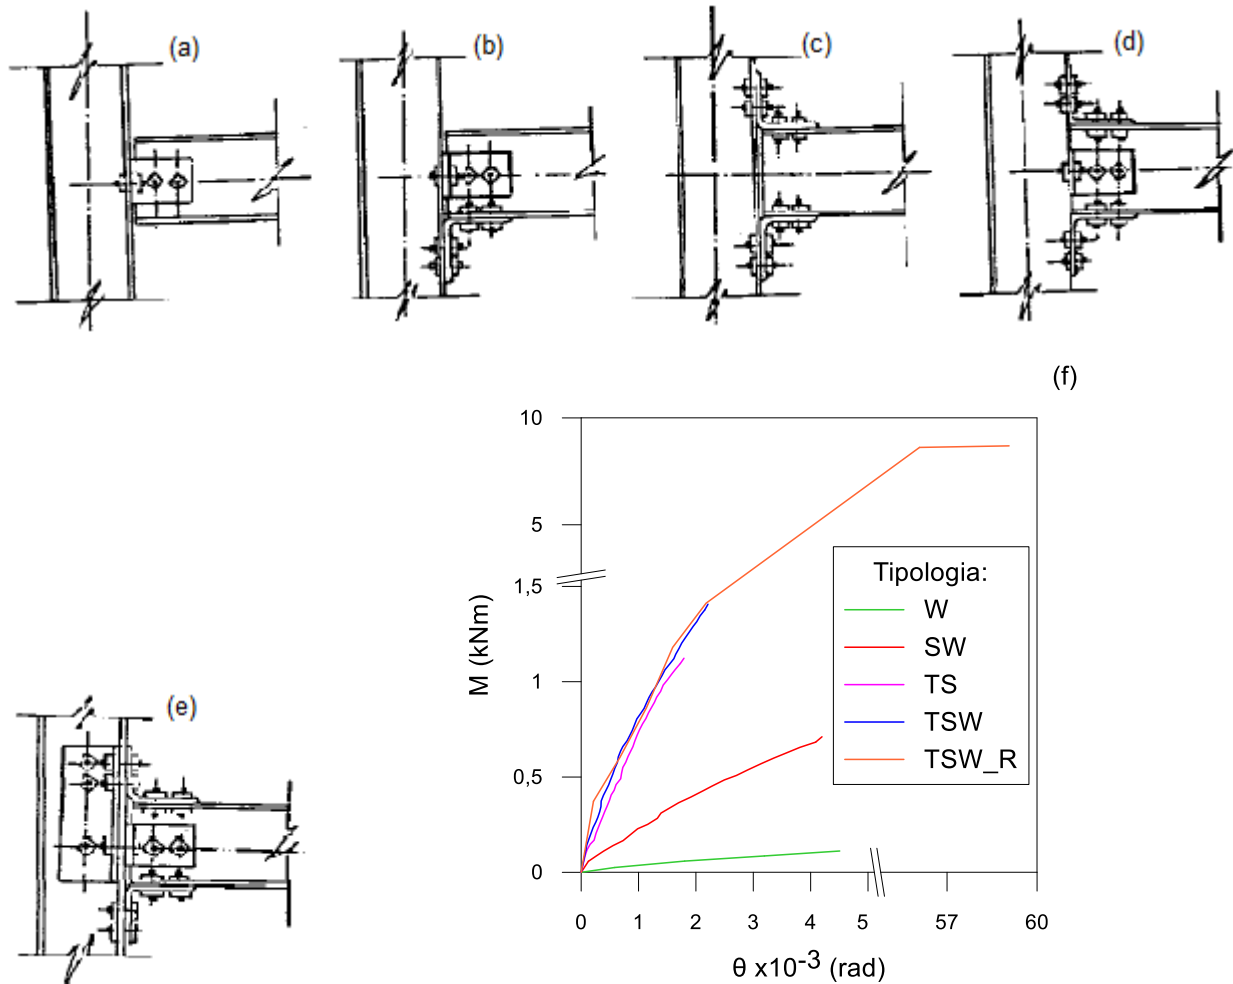 (a)
(b)
(c)
(d)
(e)
(f)
10
5
1,5
1
0,5
0
M (kNm)
Tipologia:
W
SW
TS
TSW
TSW_R
0 1 2 3 4 5 57 60
θ x10-3 (rad)